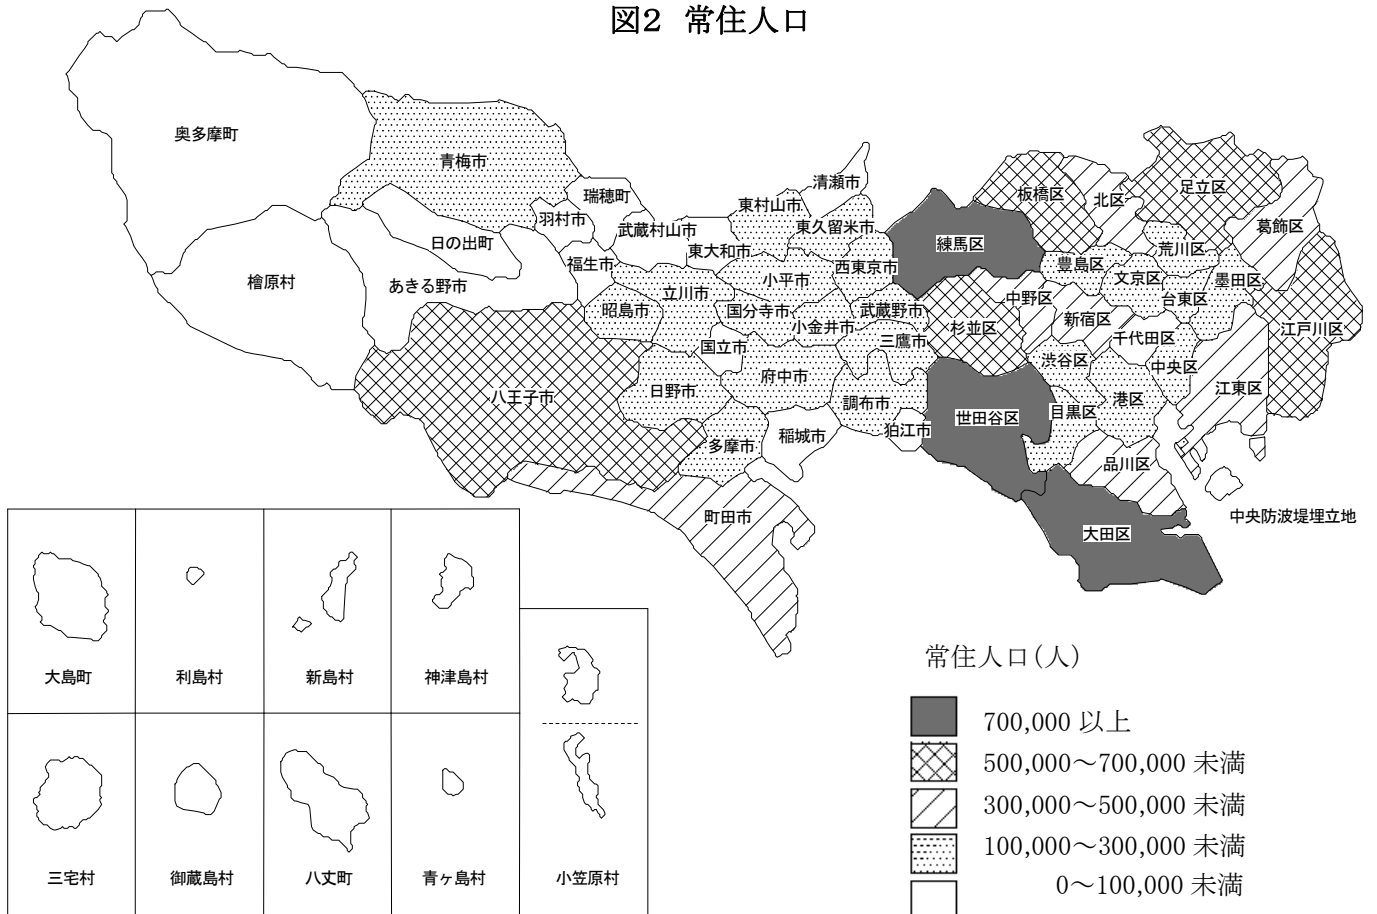 図2 常住人口
奥多摩町
青梅市
瑞穂町
羽村市
日の出町
檜原村
あきる野市
福生市
武蔵村山市
東大和市
東村山市
清瀬市
東久留米市
西東京市
小平市
立川市
昭島市
国分寺市
小金井市
武蔵野市
三鷹市
国立市
府中市
日野市
八王子市
調布市
狛江市
稲城市
多摩市
町田市
練馬区
板橋区
北区
足立区
葛飾区
荒川区
豊島区
文京区
台東区
墨田区
江戸川区
中野区
杉並区
新宿区
千代田区
中央区
渋谷区
港区
江東区
世田谷区
目黒区
品川区
大田区
中央防波堤埋立地
大島町
利島村
新島村
神津島村
三宅村
御蔵島村
八丈町
青ヶ島村
小笠原村
常住人口(人)
700,000 以上
500,000～700,000 未満
300,000～500,000 未満
100,000～300,000 未満
0～100,000 未満